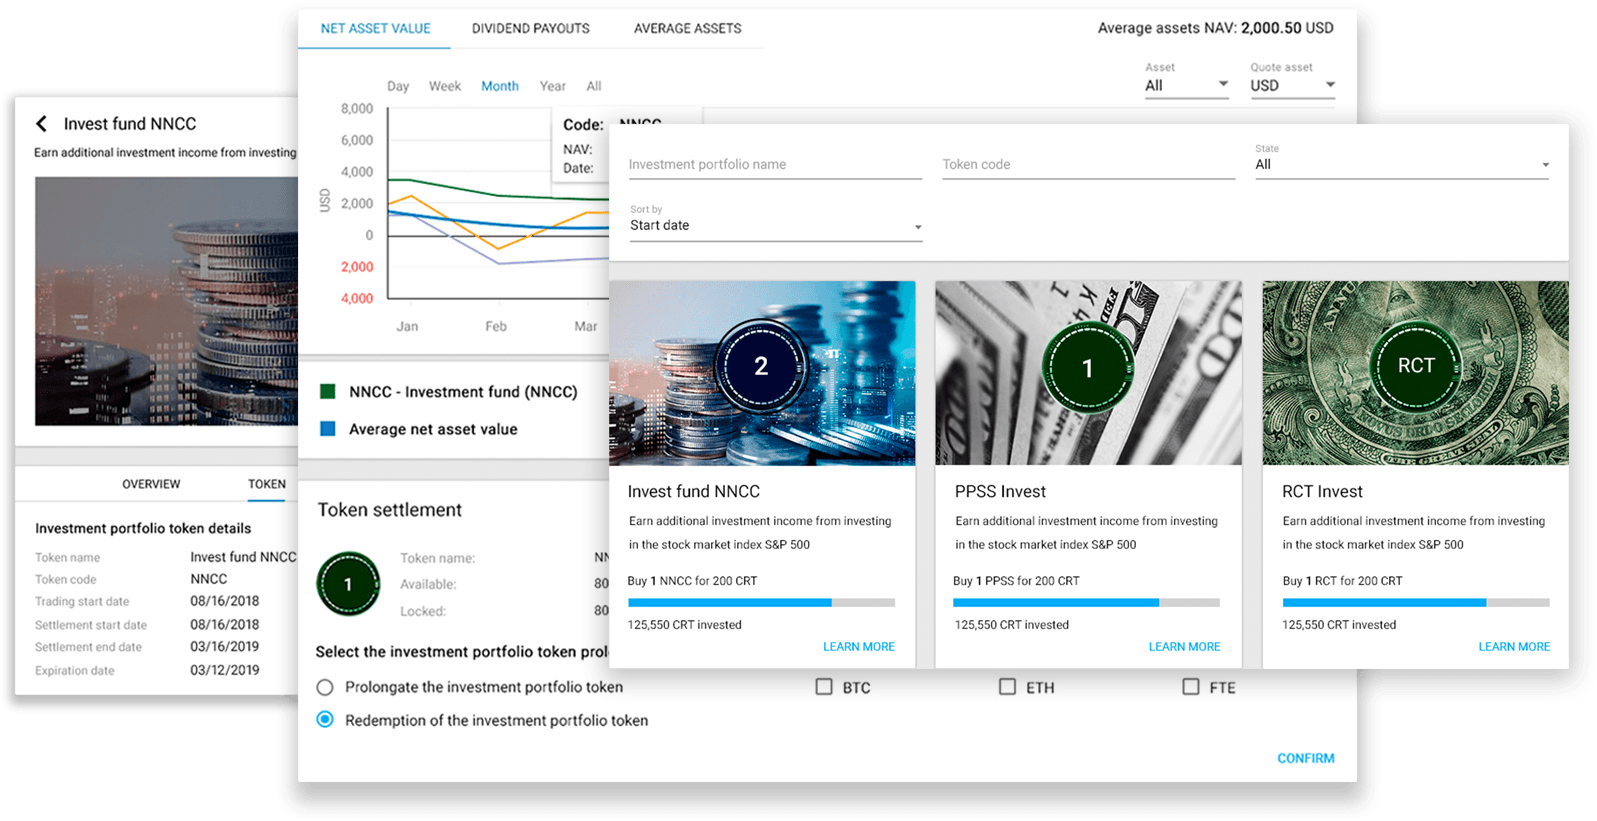 Invest fund NNCC
Earn additional investment income from investing
OVERVIEW TOKEN
Investment portfolio token details
Token name Invest fund NNCC
Token code NNCC
Trading start date 08/16/2018
Settlement start date 08/16/2018
Settlement end date 03/16/2019
Expiration date 03/12/2019
NET ASSET VALUE DIVIDEND PAYOUTS AVERAGE ASSETS
Average assets NAV: 2,000.50 USD
Day Week Month Year All
Asset
All
Quote asset
USD
8,000
6,000
4,000
2,000
0
2,000
4,000
USD
Jan Feb Mar
Code: NNCC
NAV:
Date:
NNCC - Investment fund (NNCC)
Average net asset value
Token settlement
1
Token name: NN
Available: 80
Locked: 80
Select the investment portfolio token
Prolongate the investment portfolio token
Redemption of the investment portfolio token
BTC ETH FTE
CONFIRM
Investment portfolio name
Token code
State
All
Sort by
Start date
2
Invest fund NNCC
Earn additional investment income from investing
in the stock market index S&P 500
Buy 1 NNCC for 200 CRT
125,550 CRT invested
LEARN MORE
1
PPSS Invest
Earn additional investment income from investing
in the stock market index S&P 500
Buy 1 PPSS for 200 CRT
125,550 CRT invested
LEARN MORE
RCT
RCT Invest
Earn additional investment income from investing
in the stock market index S&P 500
Buy 1 RCT for 200 CRT
125,550 CRT invested
LEARN MORE